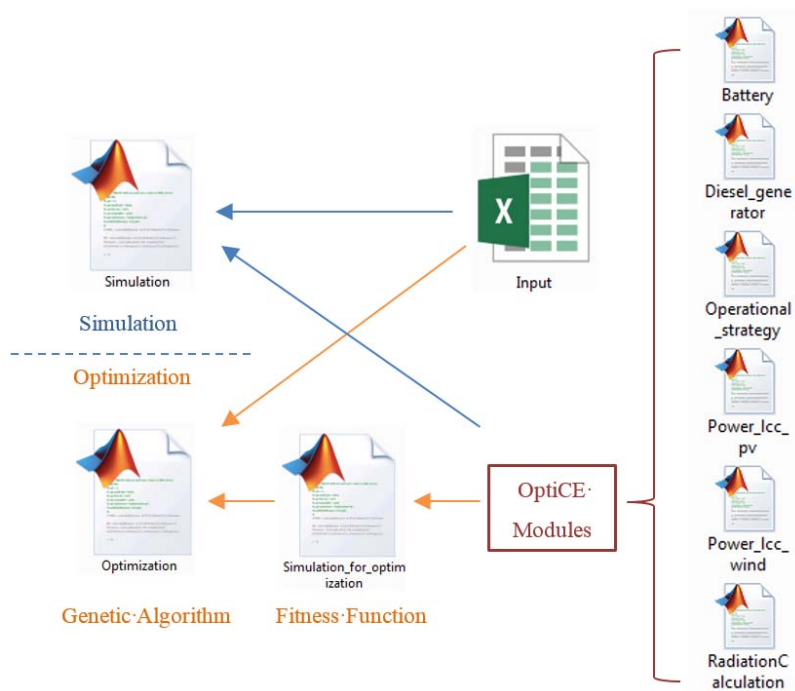 Battery
Diesel_gene
rator
Operational
_strategy
Power_lcc_
pv
Power_lcc_
wind
RadiationC
alculation
X
Simulation
Input
Simulation
Optimization
OptiCE·
Modules
Optimization
Simulation_for_optim
ization
Genetic·Algorithm
Fitness·Function